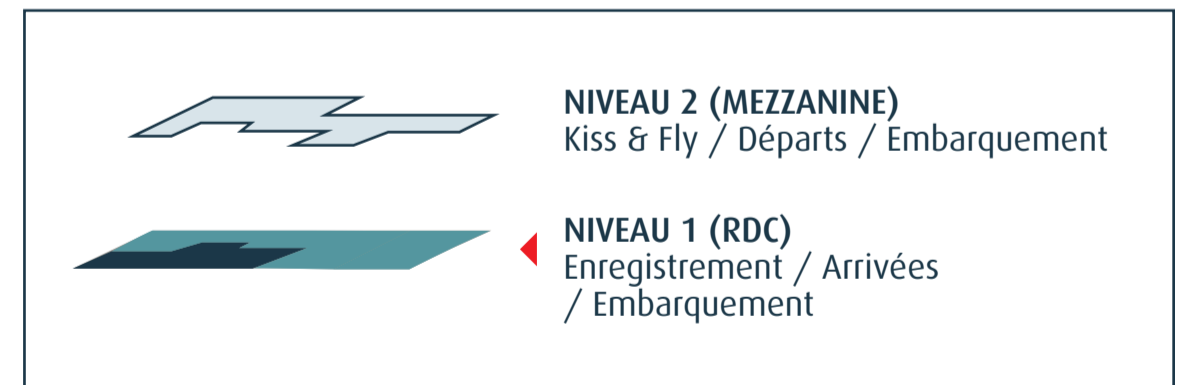 NIVEAU 2 (MEZZANINE)
Kiss & Fly / Départs / Embarquement
NIVEAU 1 (RDC)
Enregistrement / Arrivées
/ Embarquement